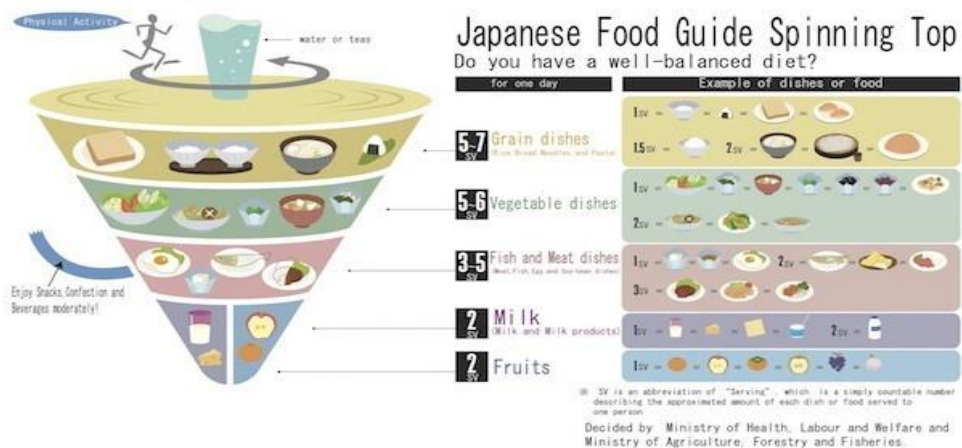 Physical Activity
water or teas
Enjoy Snacks, Confection and
Beverages moderately!
Japanese Food Guide Spinning Top
Do you have a well-balanced diet?
for one day
Example of dishes or food
5~7
SV
Grain dishes
(Rice, Bread, Noodles, and Pasta)
1SV = = = =
1.5SV = 2SV = = =
5~6
SV
Vegetable dishes
1SV = = = = = = =
2SV = = =
3~5
SV
Fish and Meat dishes
(Meat, Fish, Egg and Soy-bean dishes)
1SV = = = 2SV = = =
3SV = = =
2
SV
Milk
(Milk and Milk products)
1SV = = = = 2SV =
2
SV
Fruits
1SV = = = = = =
※ SV is an abbreviation of "Serving", which is a simply countable number
describing the approximated amount of each dish or food served to
one person
Decided by Ministry of Health, Labour and Welfare and
Ministry of Agriculture, Forestry and Fisheries.